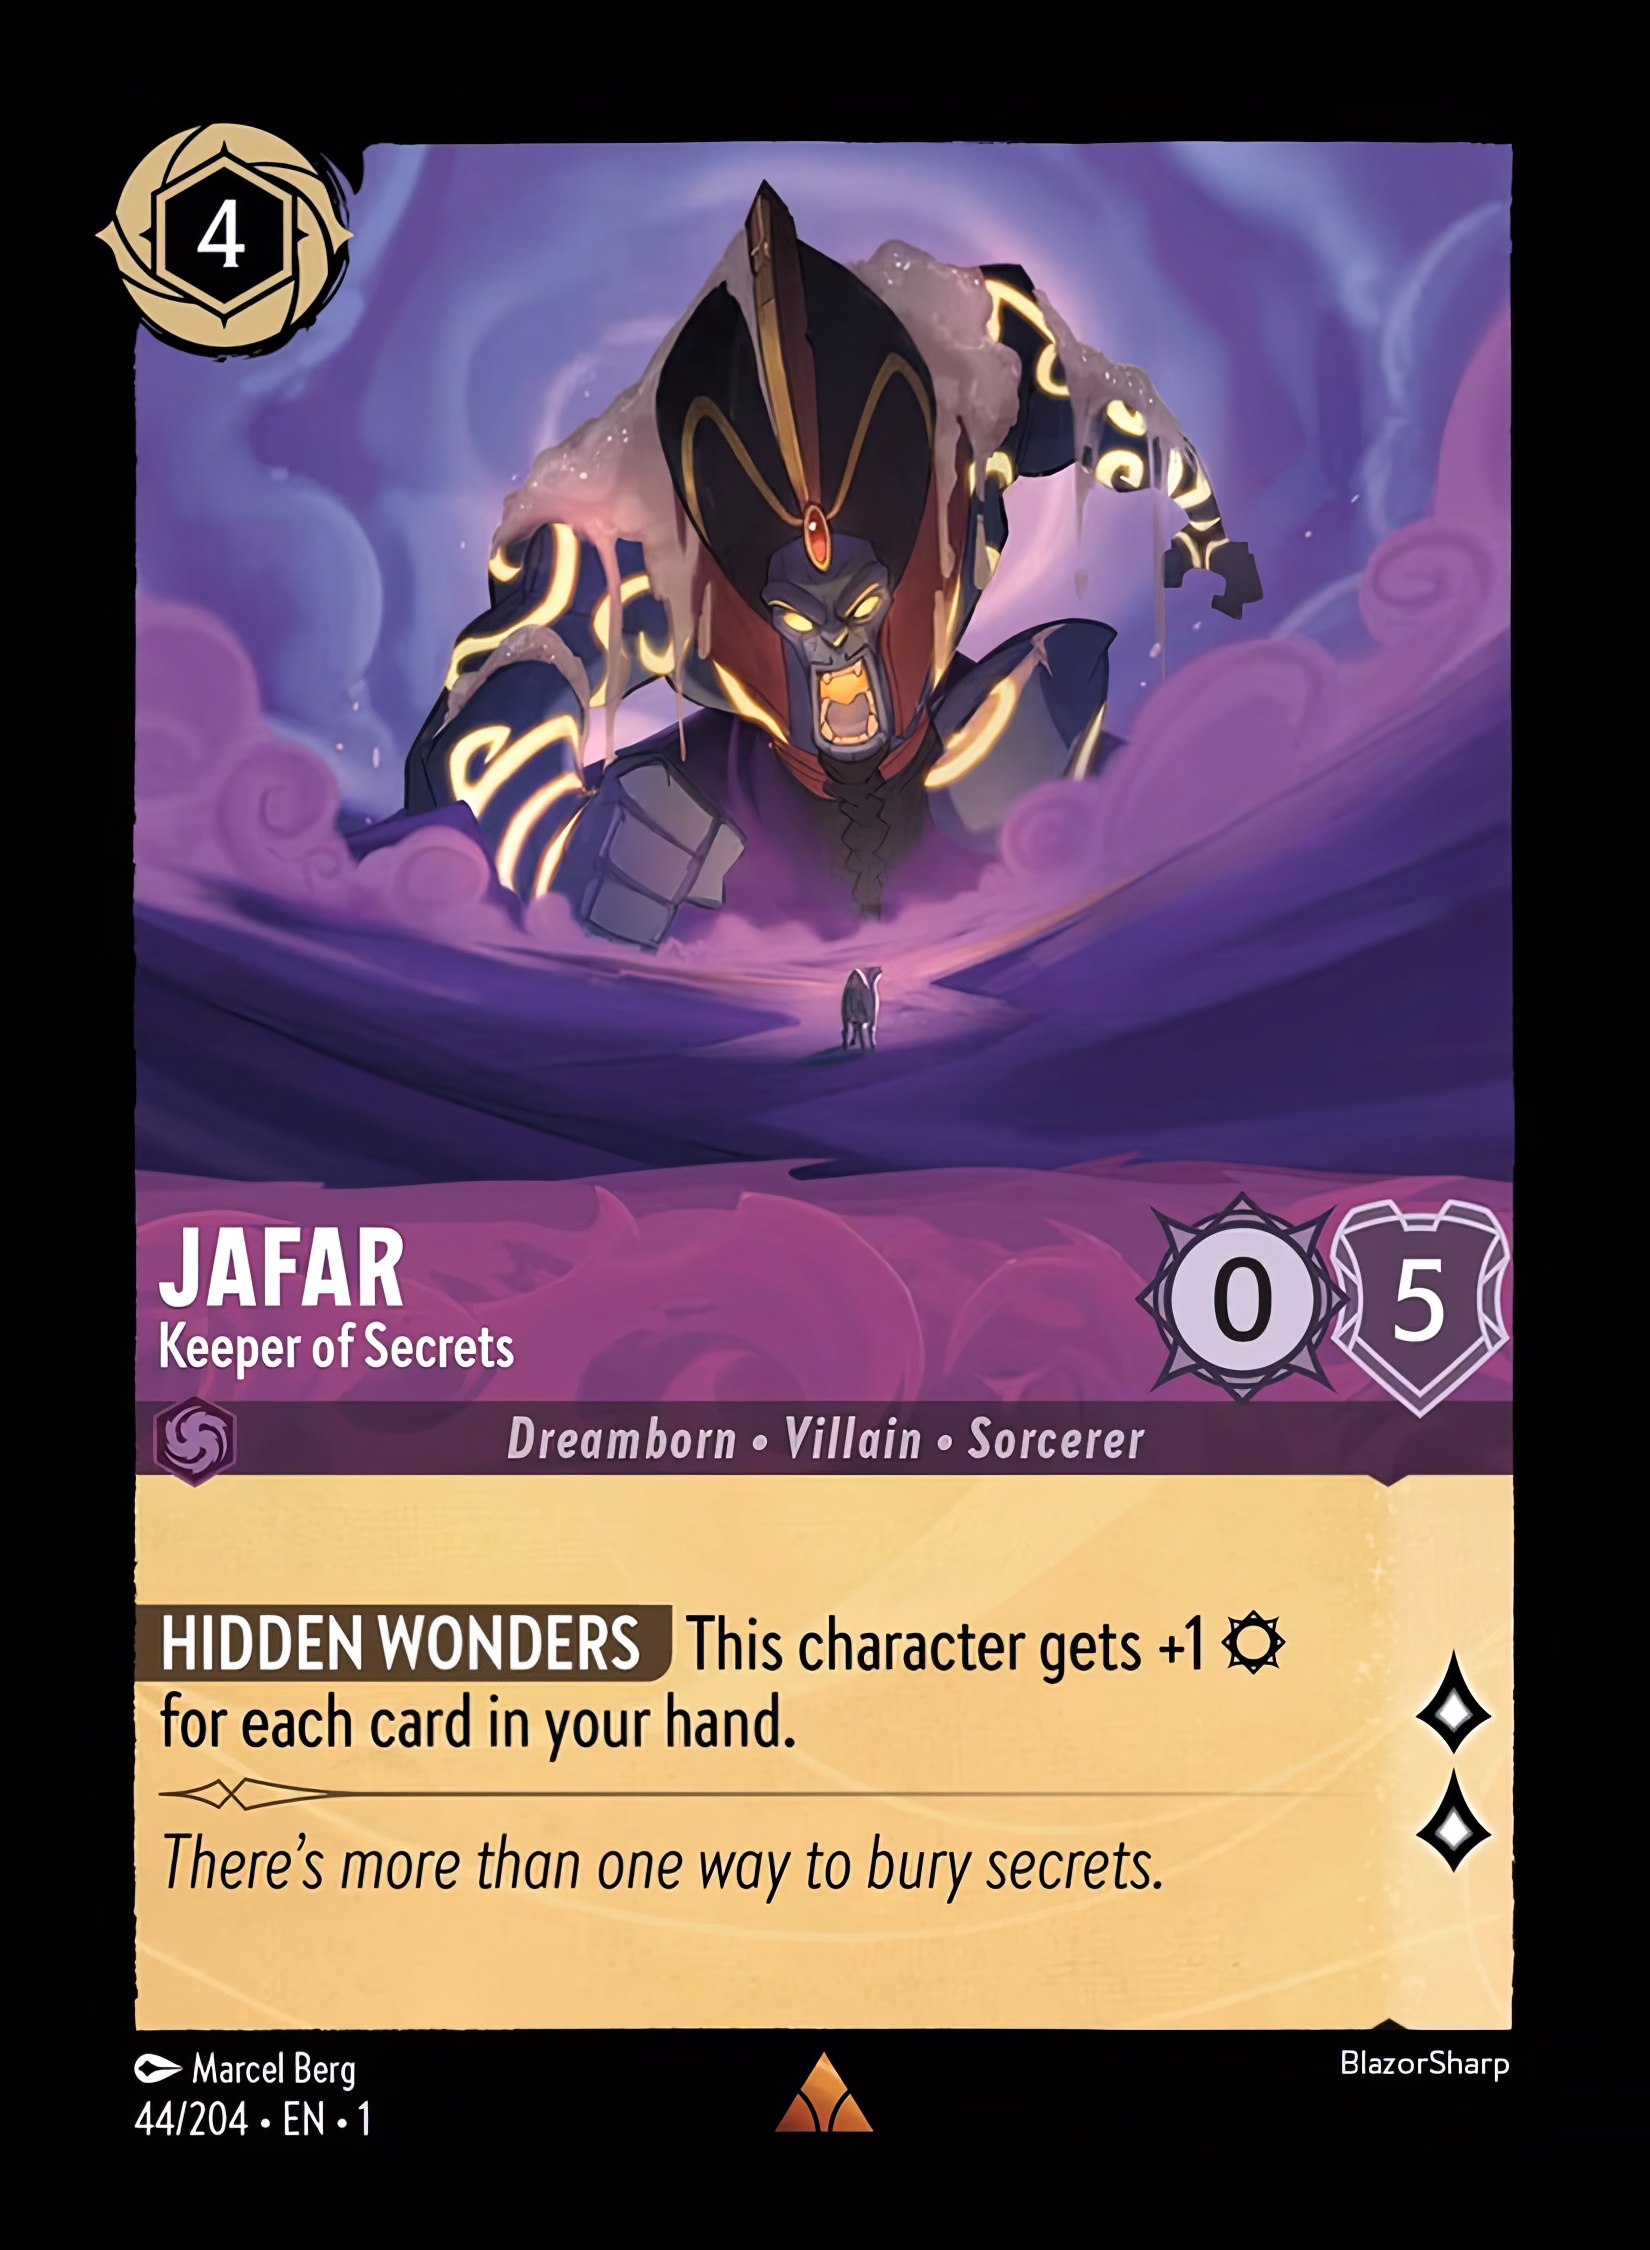 4
JAFAR
Keeper of Secrets
0
5
Dreamborn • Villain • Sorcerer
HIDDEN WONDERS This character gets +1
for each card in your hand.
There's more than one way to bury secrets.
Marcel Berg
BlazorSharp
44/204 • EN • 1